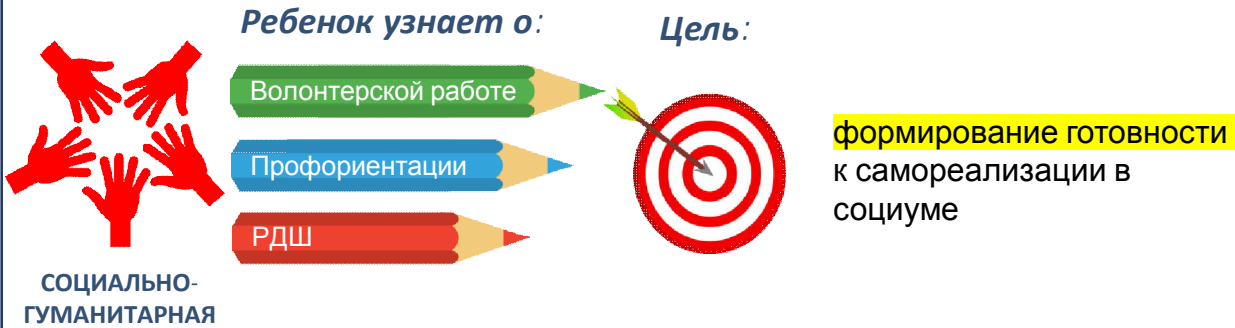 Ребенок узнает о:
Цель:
Волонтерской работе
Профориентации
РДШ
формирование готовности
к самореализации в
социуме
СОЦИАЛЬНО-
ГУМАНИТАРНАЯ